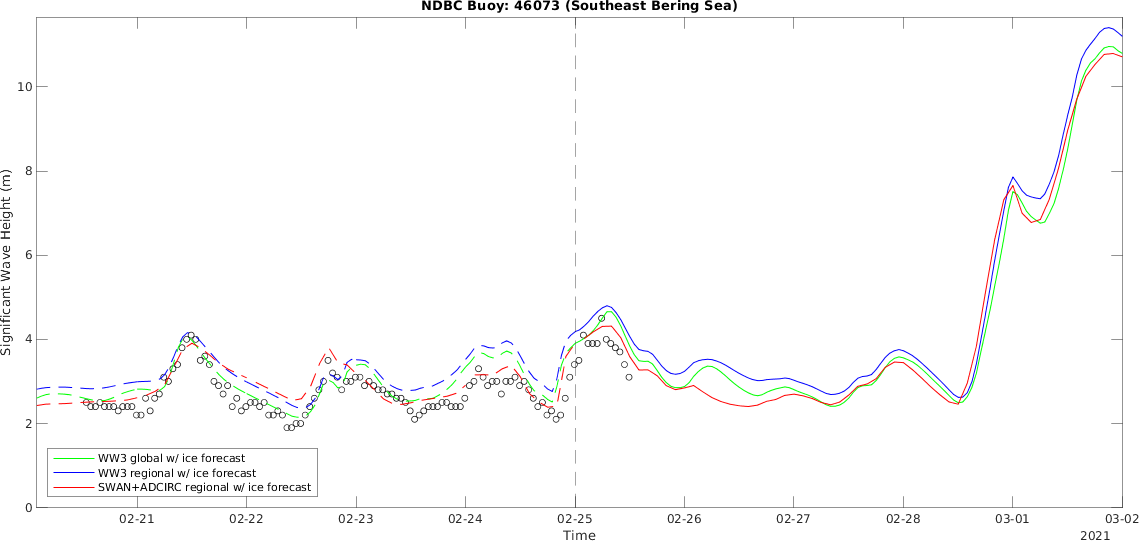 NDBC Buoy: 46073 (Southeast Bering Sea)
Significant Wave Height (m)
10
8
6
4
2
0
WW3 global w/ ice forecast
WW3 regional w/ ice forecast
SWAN+ADCIRC regional w/ ice forecast
02-21 02-22 02-23 02-24 02-25 02-26 02-27 02-28 03-01 03-02
Time
2021